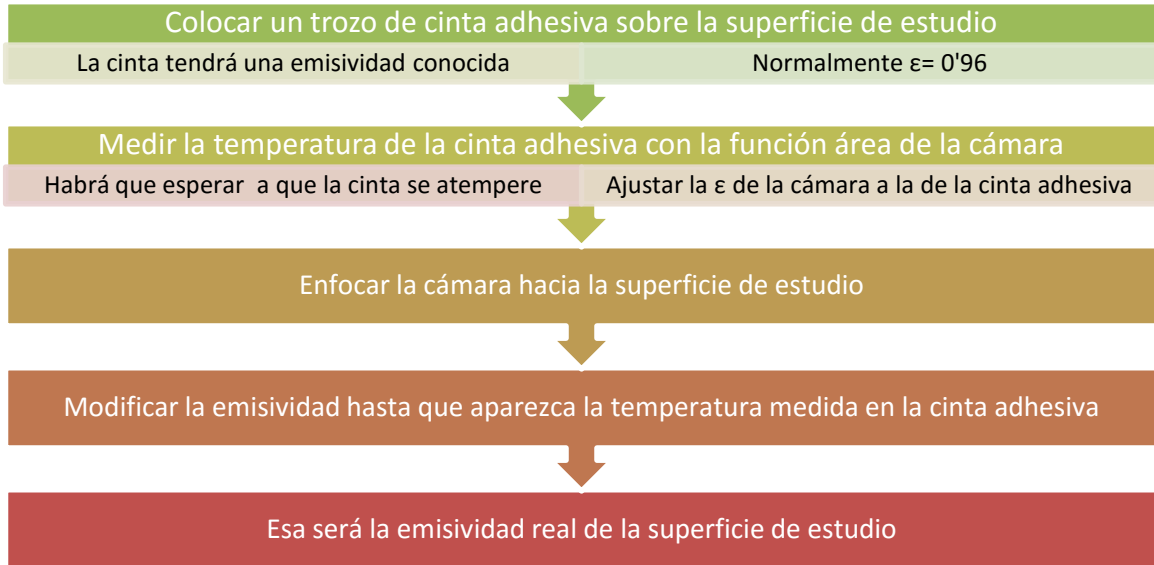 Colocar un trozo de cinta adhesiva sobre la superficie de estudio
La cinta tendrá una emisividad conocida
Normalmente ε= 0'96
Medir la temperatura de la cinta adhesiva con la función área de la cámara
Habrá que esperar a que la cinta se atempere
Ajustar la ε de la cámara a la de la cinta adhesiva
Enfocar la cámara hacia la superficie de estudio
Modificar la emisividad hasta que aparezca la temperatura medida en la cinta adhesiva
Esa será la emisividad real de la superficie de estudio